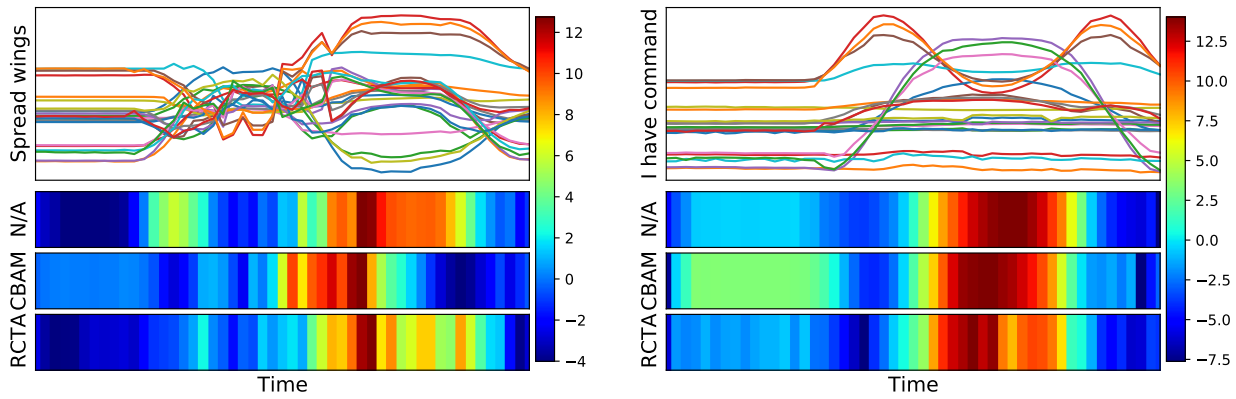 Spread wings
N/A
CBAM
RCTA
Time
12
10
8
6
4
2
0
−2
−4
I have command
N/A
CBAM
RCTA
Time
12.5
10.0
7.5
5.0
2.5
0.0
−2.5
−5.0
−7.5